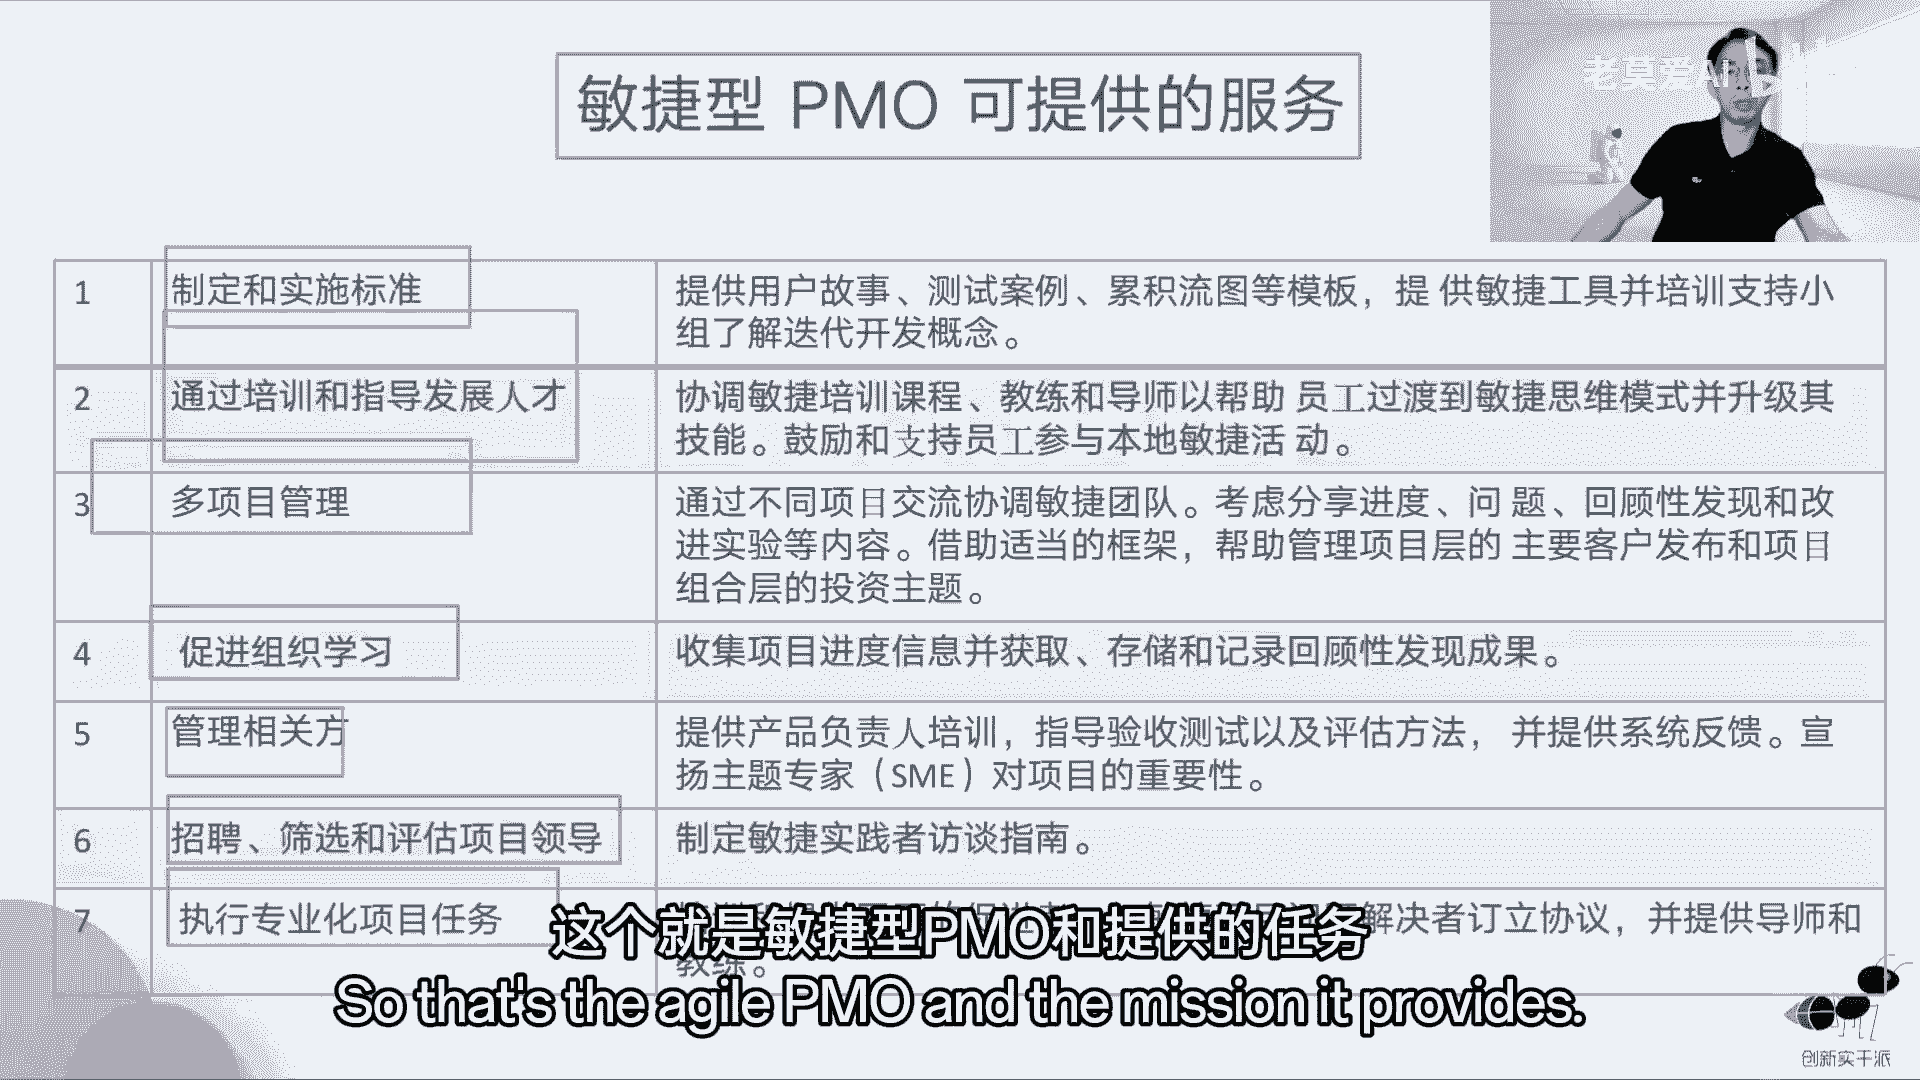 敏捷型 PMO 可提供的服务
老莫爱AI
1
制定和实施标准
提供用户故事、测试案例、累积流图等模板，提 供敏捷工具并培训支持小
组了解迭代开发概念。
2
通过培训和指导发展人才
协调敏捷培训课程、教练和导师以帮助 员工过渡到敏捷思维模式并升级其
技能。鼓励和支持员工参与本地敏捷活 动。
3
多项目管理
通过不同项目交流协调敏捷团队。考虑分享进度、问 题、回顾性发现和改
进实验等内容。借助适当的框架，帮助管理项目层的 主要客户发布和项目
组合层的投资主题。
4
促进组织学习
收集项目进度信息并获取、存储和记录回顾性发现成果。
5
管理相关方
提供产品负责人培训，指导验收测试以及评估方法， 并提供系统反馈。宣
扬主题专家（SME）对项目的重要性。
6
招聘、筛选和评估项目领导
制定敏捷实践者访谈指南。
7
执行专业化项目任务
解决者订立协议，并提供导师和
教练。
这个就是敏捷型PMO和提供的任务
So that's the agile PMO and the mission it provides.
创新实干派